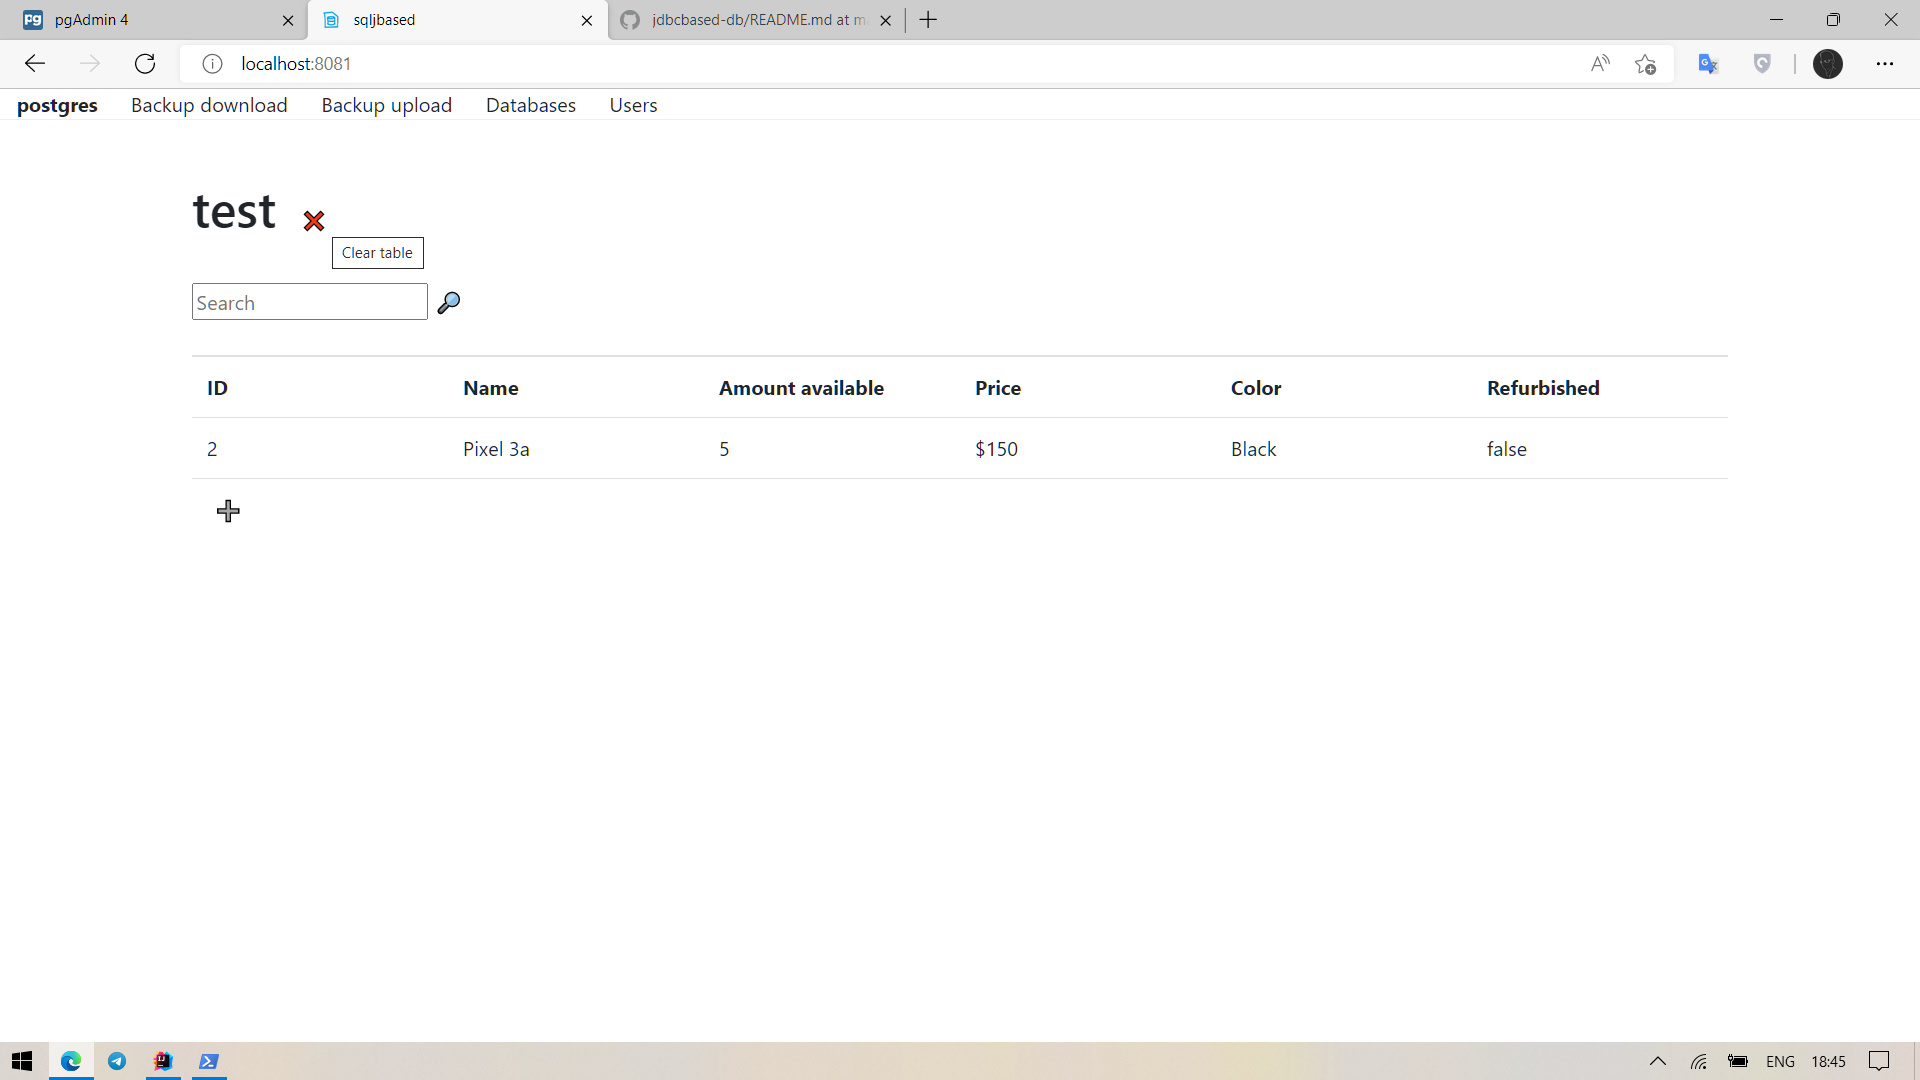 pgAdmin 4
sqljbased
jdbcbased-db/README.md at
localhost:8081
postgres Backup download Backup upload Databases Users
test
Clear table
Search
ID Name Amount available Price Color Refurbished
2 Pixel 3a 5 $150 Black false
ENG 18:45